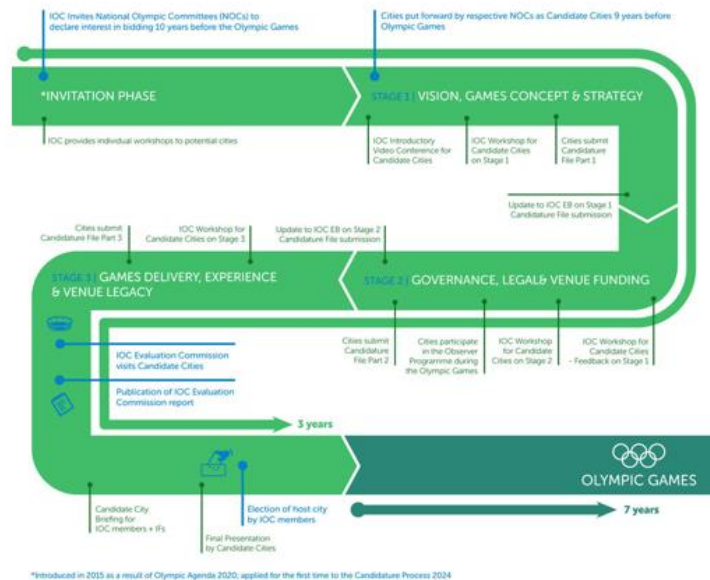 IOC Invites National Olympic Committees (NOCs) to
declare interest in bidding 10 years before the Olympic Games
Cities put forward by respective NOCs as Candidate Cities 9 years before
Olympic Games
*INVITATION PHASE
STAGE 1 | VISION, GAMES CONCEPT & STRATEGY
IOC provides individual workshops to potential cities
IOC Introductory
Video Conference for
Candidate Cities
IOC Workshop for
Candidate Cities
on Stage 1
Cities submit
Candidature
File Part 1
Update to IOC EB on Stage 1
Candidature File submission
Cities submit
Candidature File Part 3
IOC Workshop for
Candidate Cities on Stage 3
Update to IOC EB on Stage 2
Candidature File submission
STAGE 3 | GAMES DELIVERY, EXPERIENCE
& VENUE LEGACY
STAGE 2 | GOVERNANCE, LEGAL& VENUE FUNDING
Cities submit
Candidature
File Part 2
Cities participate
in the Observer
Programme during
the Olympic Games
IOC Workshop
for Candidate
Cities on Stage 2
IOC Workshop for
Candidate Cities
- Feedback on Stage 1
IOC Evaluation Commission
visits Candidate Cities
Publication of IOC Evaluation
Commission report
3 years
OLYMPIC GAMES
7 years
Candidate City
Briefing for
IOC members + IFs
Final Presentation
by Candidate Cities
Election of host city
by IOC members
*Introduced in 2015 as a result of Olympic Agenda 2020; applied for the first time to the Candidature Process 2024